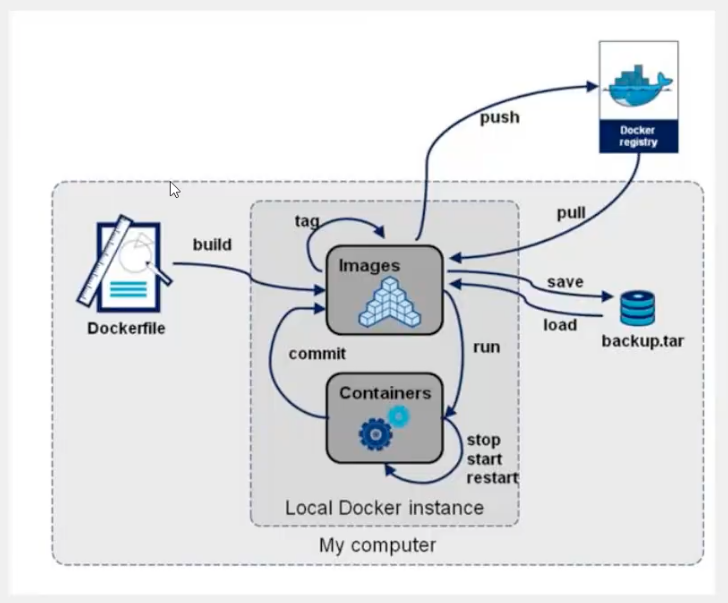 push
Docker
registry
pull
tag
build
Images
save
load
Dockerfile
backup.tar
commit
run
Containers
stop
start
restart
Local Docker instance
My computer